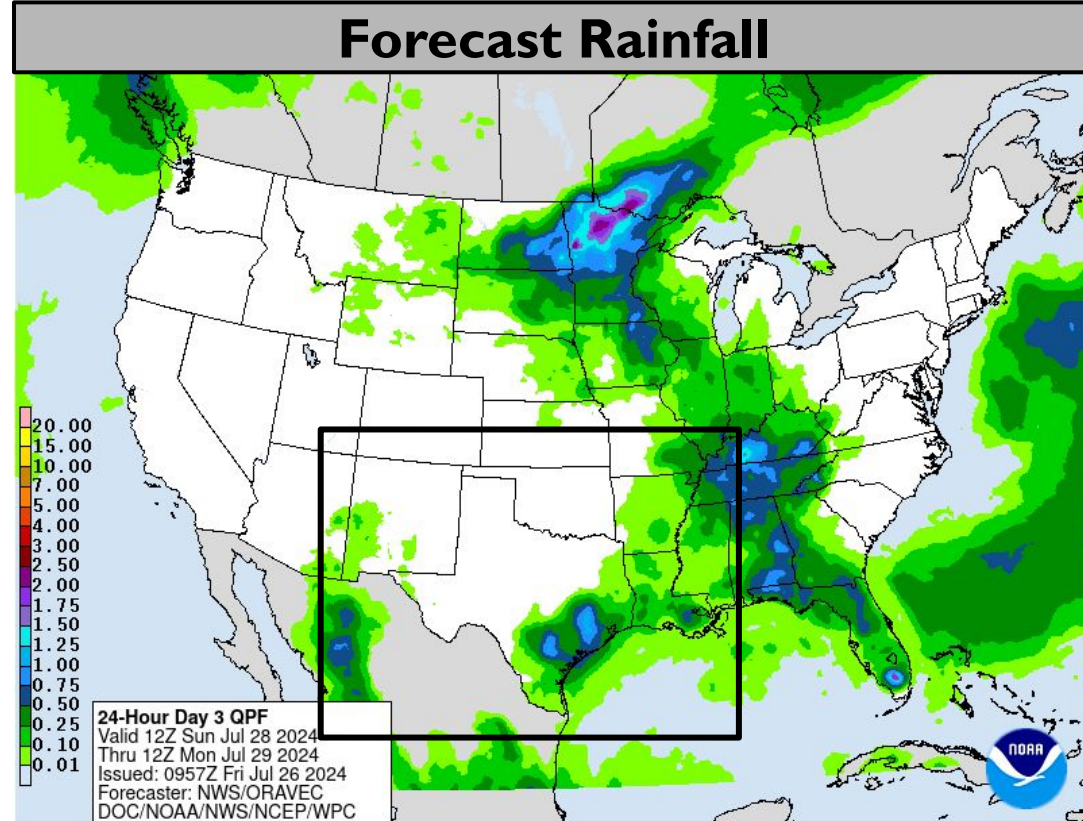 Forecast Rainfall
20.00
15.00
10.00
7.00
5.00
4.00
3.00
2.50
2.00
1.75
1.50
1.25
1.00
0.75
0.50
0.25
0.10
0.01
24-Hour Day 3 QPF
Valid 12Z Sun Jul 28 2024
Thru 12Z Mon Jul 29 2024
Issued: 0957Z Fri Jul 26 2024
Forecaster: NWS/ORAVEC
DOC/NOAA/NWS/NCEP/WPC
NOAA